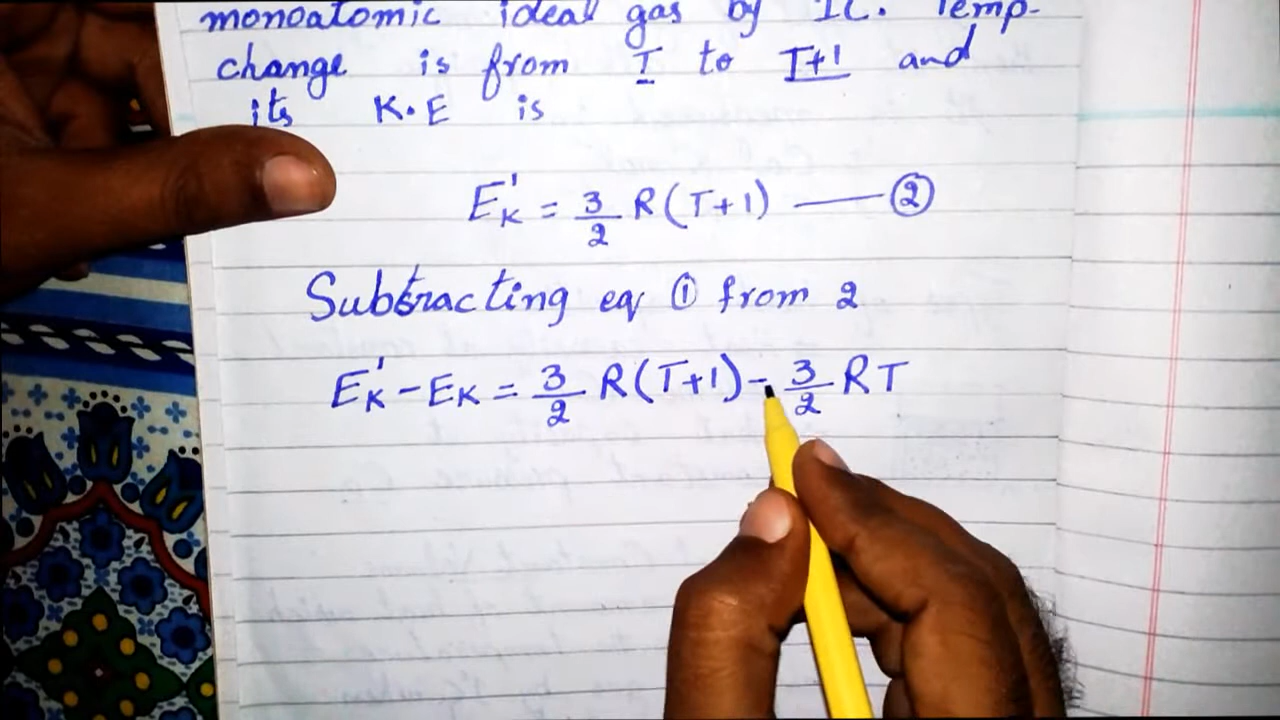 monoatomic ideal gas by 1C. Temp-
change is from T to T+1 and
its K.E is
E'K = 3/2 R(T+1) —— ②
Subtracting eq ① from 2
E'K - EK = 3/2 R(T+1) - 3/2 RT